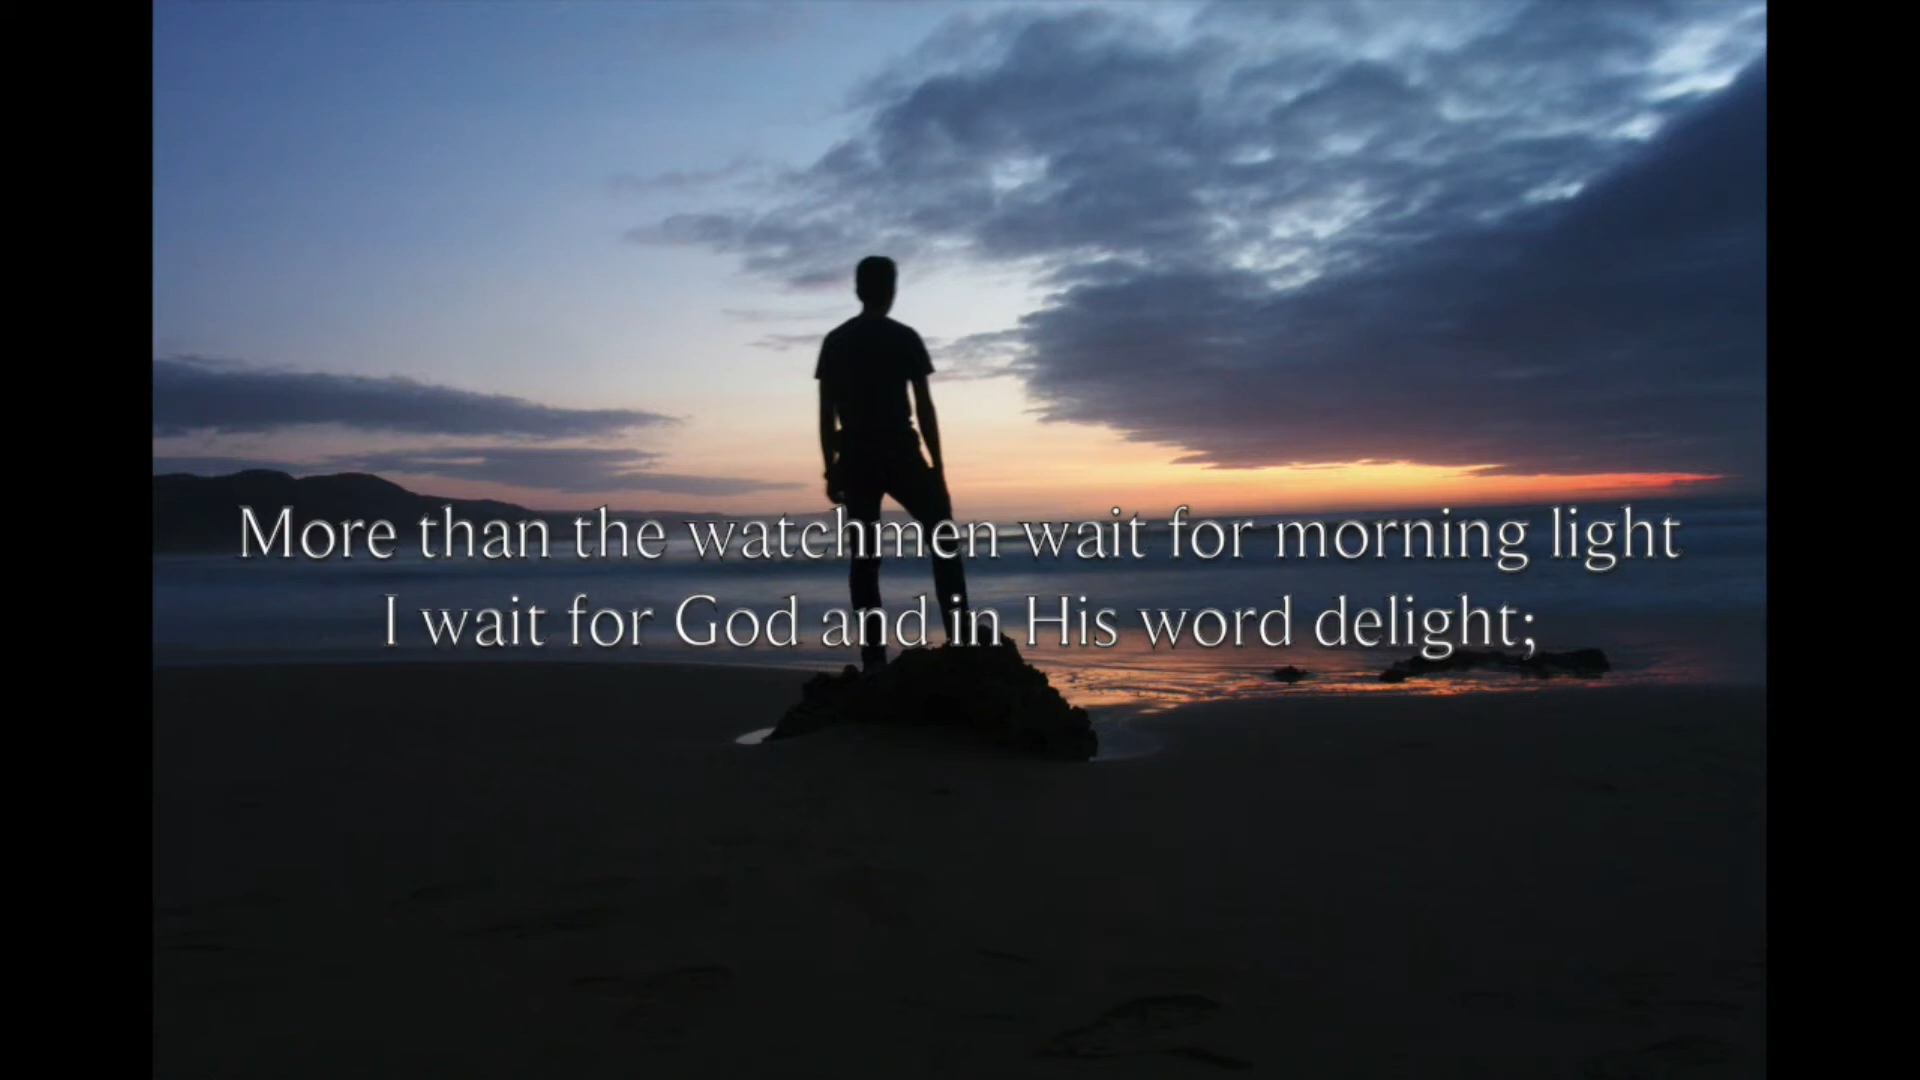 More than the watchmen wait for morning light
I wait for God and in His word delight;